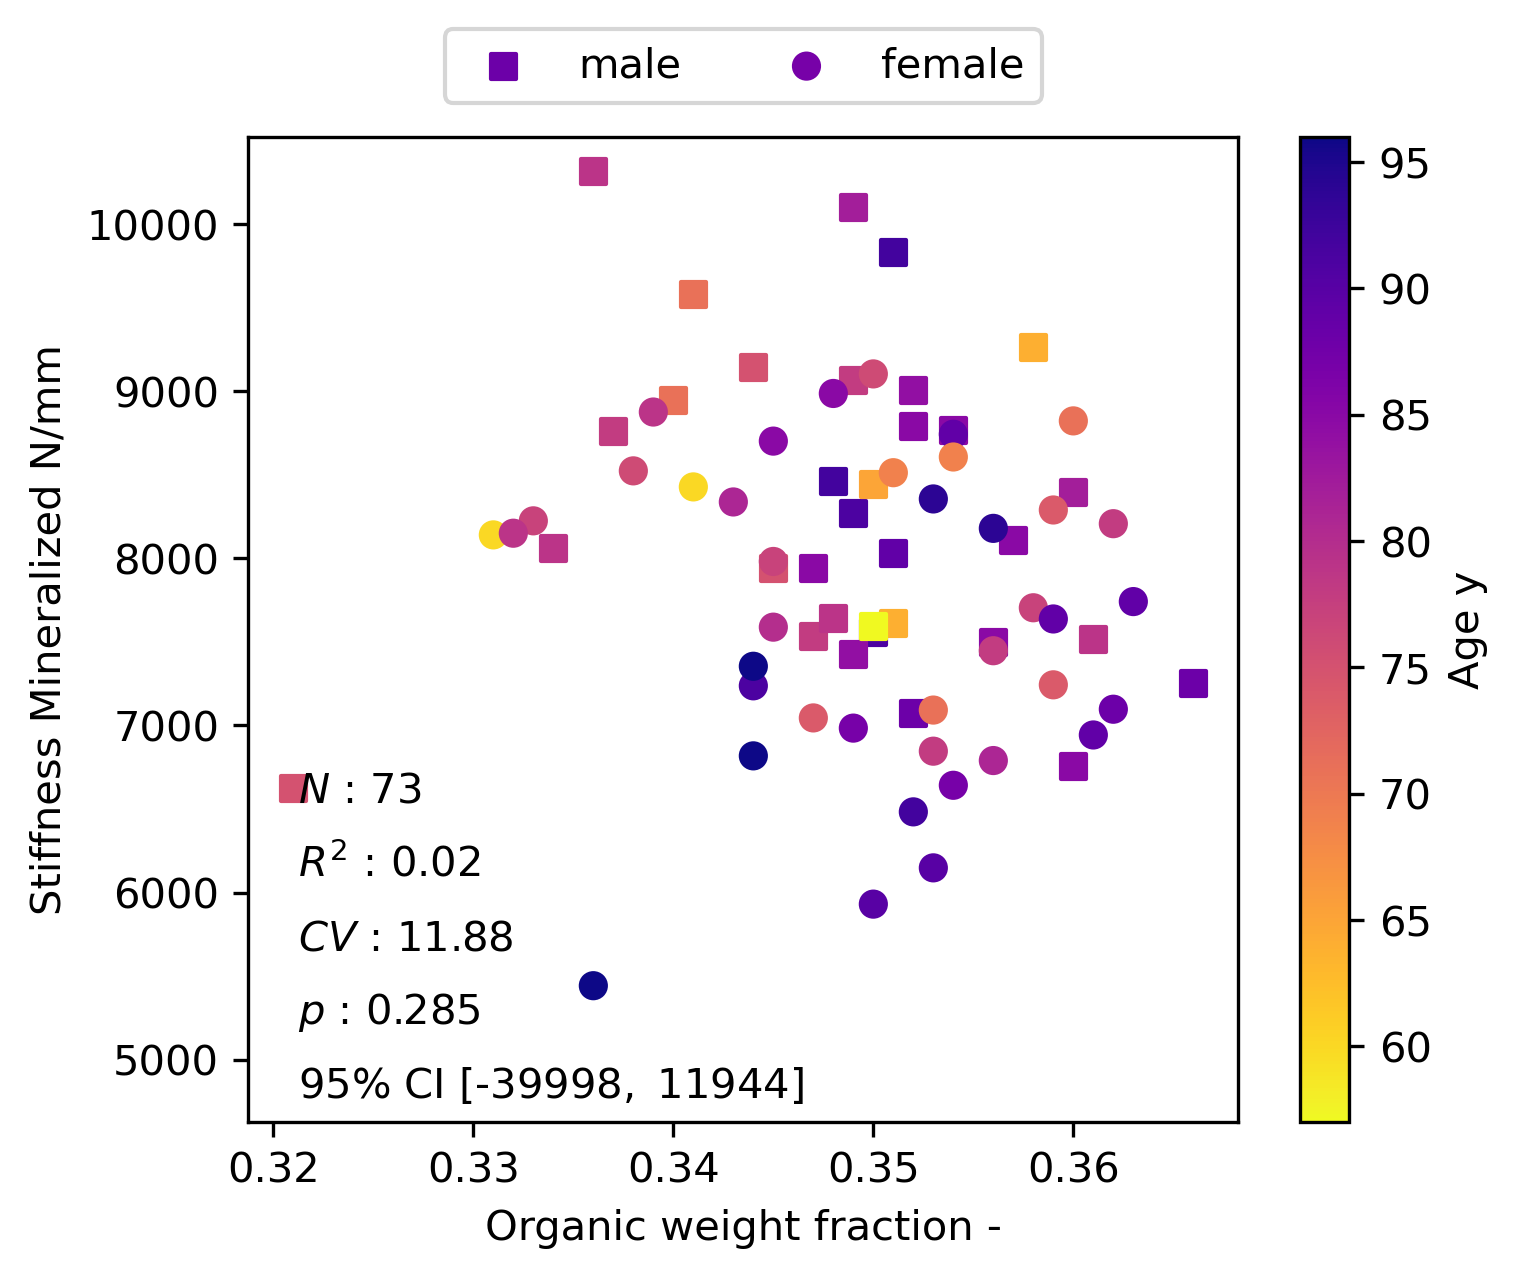 male female
10000
9000
8000
7000
6000
5000
Stiffness Mineralized N/mm
N : 73
R² : 0.02
CV : 11.88
p : 0.285
95% CI [-39998, 11944]
0.32 0.33 0.34 0.35 0.36
Organic weight fraction -
95
90
85
80
75
70
65
60
Age y